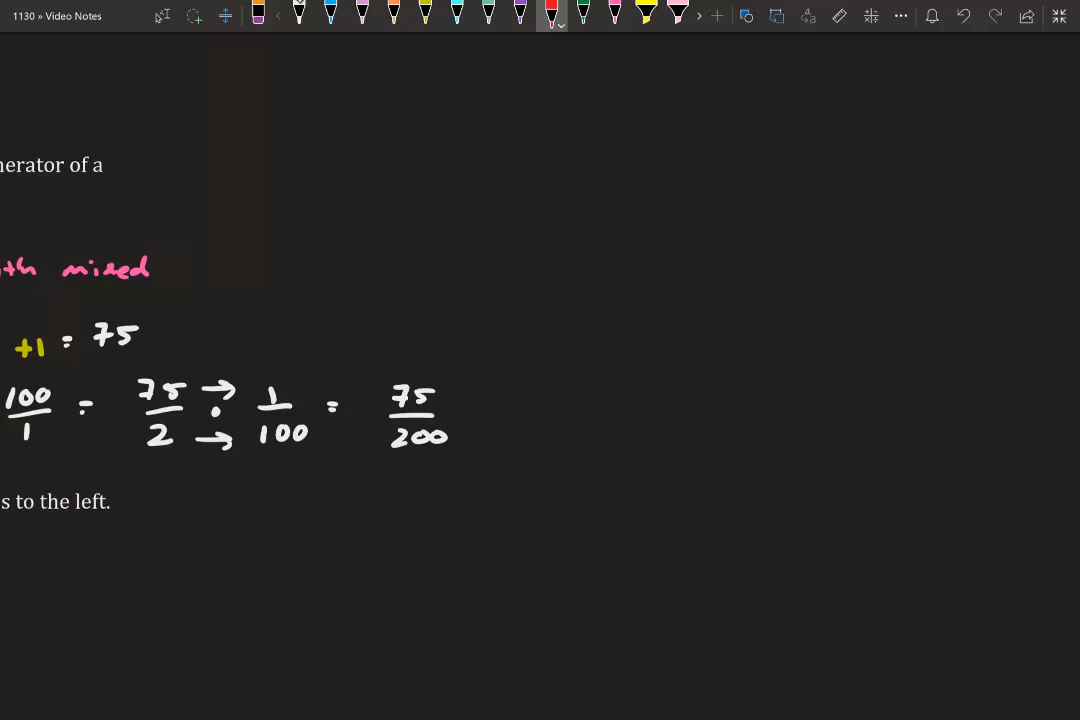 1130 » Video Notes
nerator of a
th mixed
+1 = 75
100/1 = 75/2 · 1/100 = 75/200
s to the left.